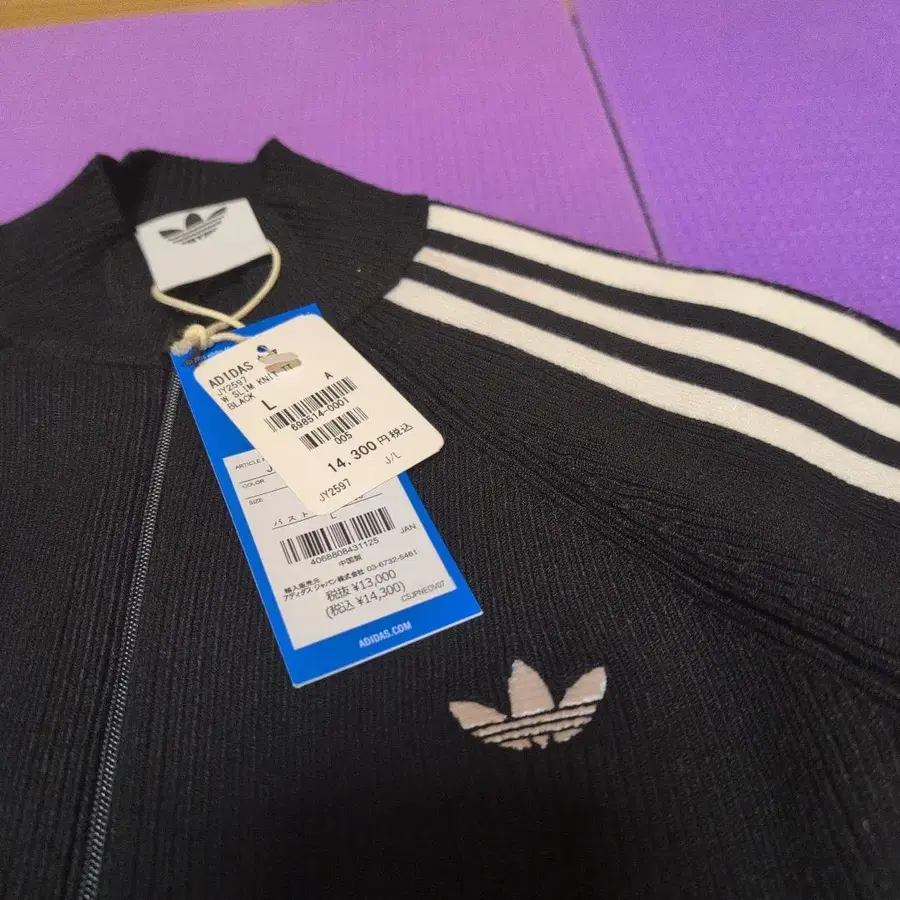 ADIDAS
JY2597
W SLIM KNIT TT
BLACK
L
A
698514-0001
005
14,300円税込
JY2597
J/L
ARTICLE
J
COLOR
SIZE
バスト
L
JAN
4068808431125
中国製
輸入販売元
アディダス ジャパン株式会社 03-6732-5461
税抜 ¥13,000
(税込 ¥14,300)
CSJPNEOV07
ADIDAS.COM